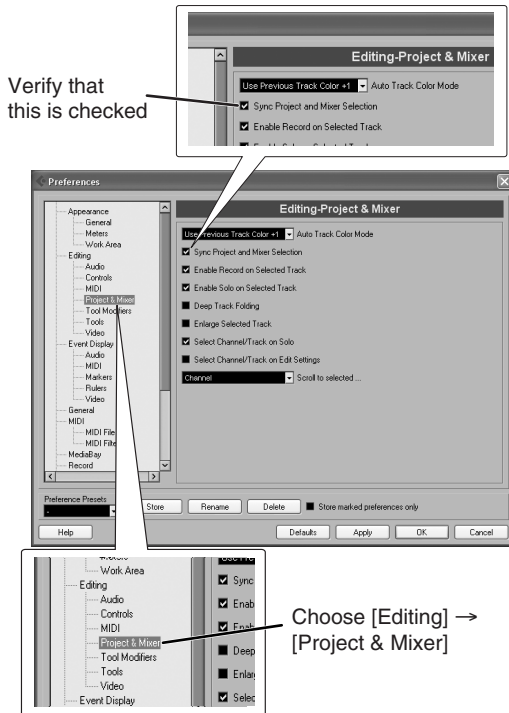 Editing-Project & Mixer
Use Previous Track Color +1 Auto Track Color Mode
Sync Project and Mixer Selection
Enable Record on Selected Track
Verify that
this is checked
Preferences
Appearance
General
Meters
Work Area
Editing
Audio
Controls
MIDI
Project & Mixer
Tool Modifiers
Tools
Video
Event Display
Audio
MIDI
Markers
Rulers
Video
General
MIDI
MIDI File
MIDI Filte
MediaBay
Record
Editing-Project & Mixer
Use Previous Track Color +1 Auto Track Color Mode
Sync Project and Mixer Selection
Enable Record on Selected Track
Enable Solo on Selected Track
Deep Track Folding
Enlarge Selected Track
Select Channel/Track on Solo
Select Channel/Track on Edit Settings
Channel Scroll to selected ...
Preference Presets
-
Store Rename Delete Store marked preferences only
Help Defaults Apply OK Cancel
Work Area
Editing
Audio
Controls
MIDI
Project & Mixer
Tool Modifiers
Tools
Video
Event Display
Sync
Enab
Enab
Deep
Enlar
Selec
Choose [Editing] →
[Project & Mixer]